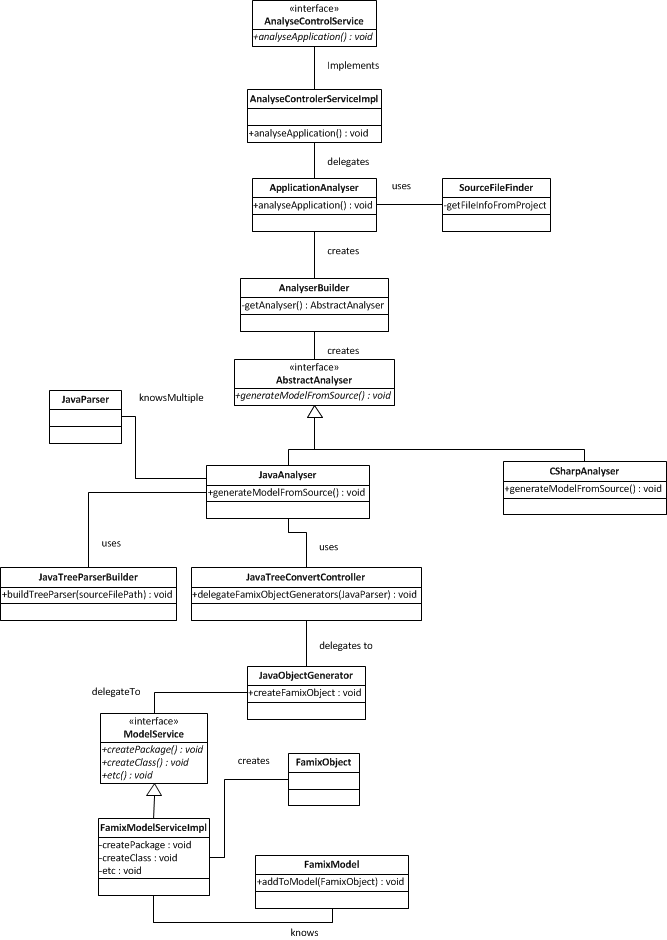 «interface»
AnalyseControlService
+analyseApplication() : void
Implements
AnalyseControlerServiceImpl
+analyseApplication() : void
delegates
ApplicationAnalyser
+analyseApplication() : void
uses
SourceFileFinder
-getFileInfoFromProject
creates
AnalyserBuilder
-getAnalyser() : AbstractAnalyser
creates
«interface»
AbstractAnalyser
+generateModelFromSource() : void
JavaParser
knowsMultiple
JavaAnalyser
+generateModelFromSource() : void
CSharpAnalyser
+generateModelFromSource() : void
uses
uses
JavaTreeParserBuilder
+buildTreeParser(sourceFilePath) : void
JavaTreeConvertController
+delegateFamixObjectGenerators(JavaParser) : void
delegates to
JavaObjectGenerator
+createFamixObject : void
delegateTo
«interface»
ModelService
+createPackage() : void
+createClass() : void
+etc() : void
creates
FamixObject
FamixModelServiceImpl
-createPackage : void
-createClass : void
-etc : void
FamixModel
+addToModel(FamixObject) : void
knows